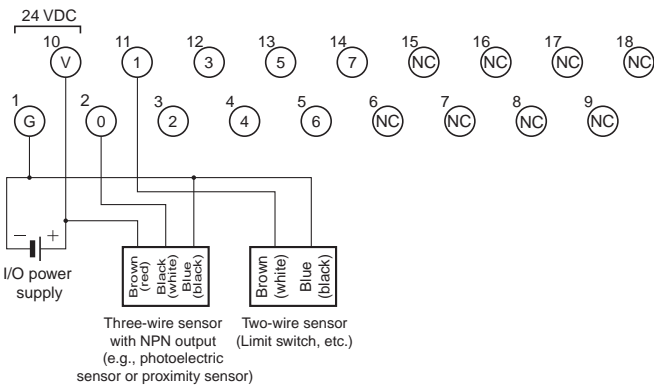 24 VDC
10 11 12 13 14 15 16 17 18
V 1 3 5 7 NC NC NC NC
1 2 3 4 5 6 7 8 9
G 0 2 4 6 NC NC NC NC
− +
I/O power
supply
Brown
(red)
Black
(white)
Blue
(black)
Brown
(white)
Blue
(black)
Three-wire sensor
with NPN output
(e.g., photoelectric
sensor or proximity sensor)
Two-wire sensor
(Limit switch, etc.)